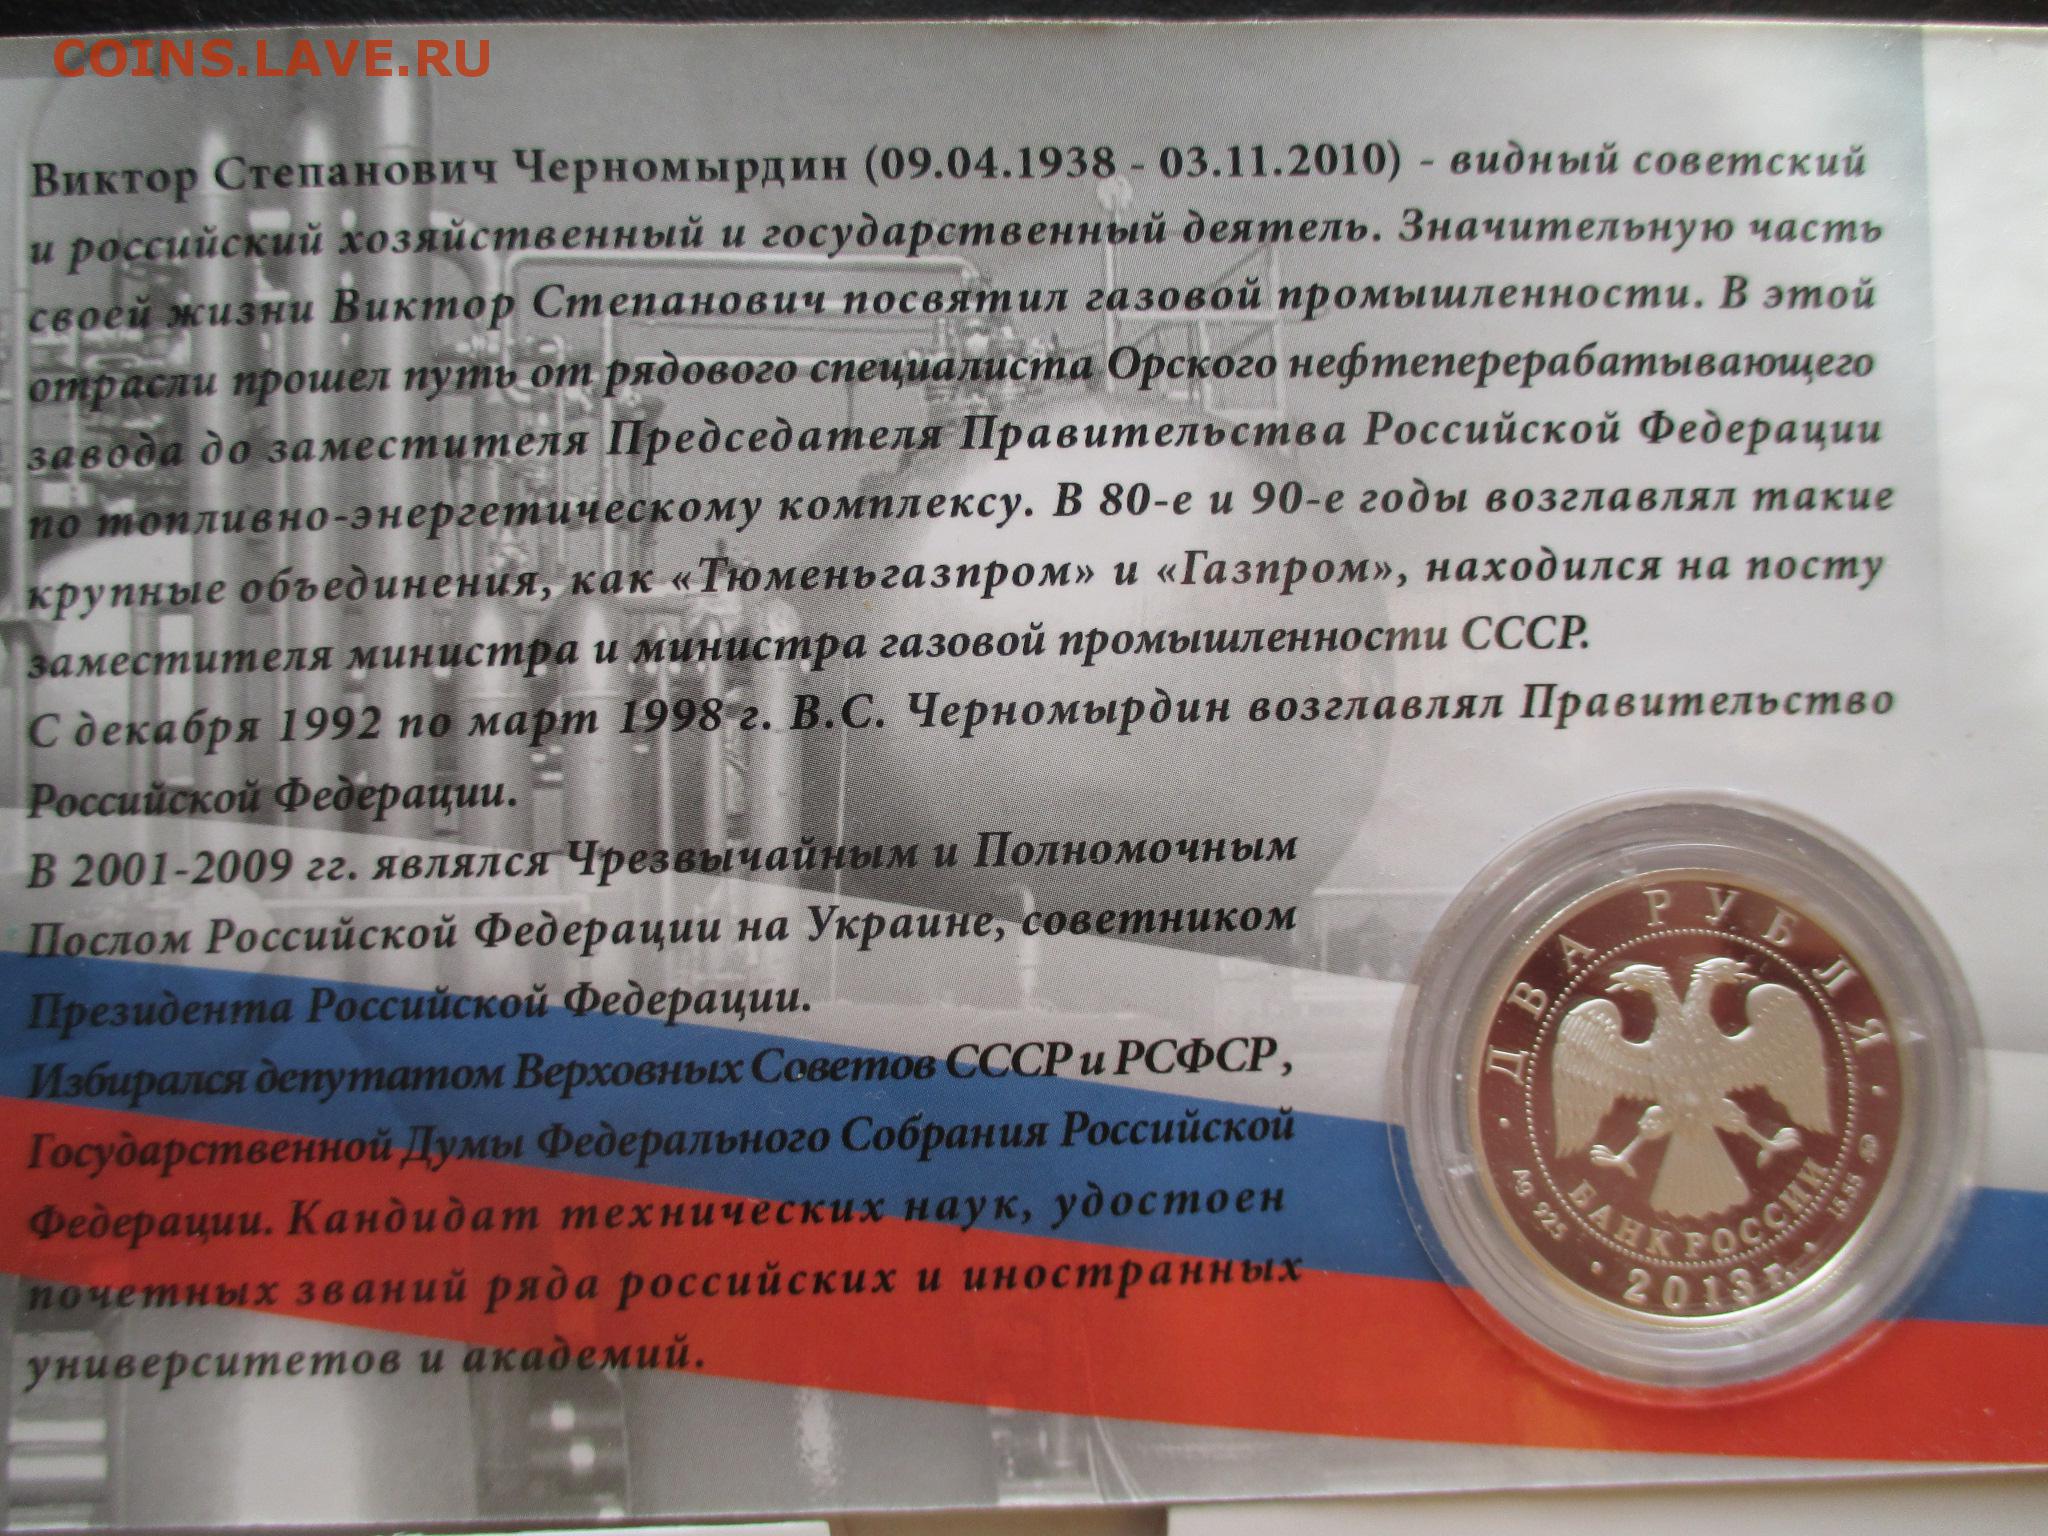 COINS.LAVE.RU
Виктор Степанович Черномырдин (09.04.1938 - 03.11.2010) - видный советский
и российский хозяйственный и государственный деятель. Значительную часть
своей жизни Виктор Степанович посвятил газовой промышленности. В этой
отрасли прошел путь от рядового специалиста Орского нефтеперерабатывающего
завода до заместителя Председателя Правительства Российской Федерации
по топливно-энергетическому комплексу. В 80-е и 90-е годы возглавлял такие
крупные объединения, как «Тюменьгазпром» и «Газпром», находился на посту
заместителя министра и министра газовой промышленности СССР.
С декабря 1992 по март 1998 г. В.С. Черномырдин возглавлял Правительство
Российской Федерации.
В 2001-2009 гг. являлся Чрезвычайным и Полномочным
Послом Российской Федерации на Украине, советником
Президента Российской Федерации.
Избирался депутатом Верховных Советов СССР и РСФСР,
Государственной Думы Федерального Собрания Российской
Федерации. Кандидат технических наук, удостоен
почетных званий ряда российских и иностранных
университетов и академий.
ДВА РУБЛЯ
Ag 925
БАНК РОССИИ
15.55
2013 г.